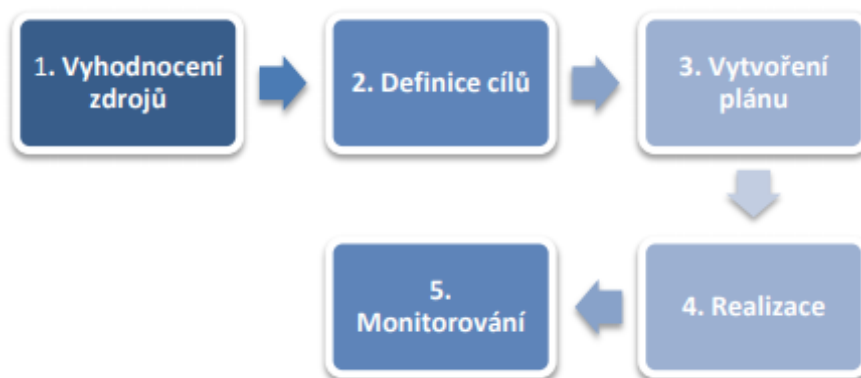 1. Vyhodnocení
zdrojů
2. Definice cílů
3. Vytvoření
plánu
4. Realizace
5.
Monitorování